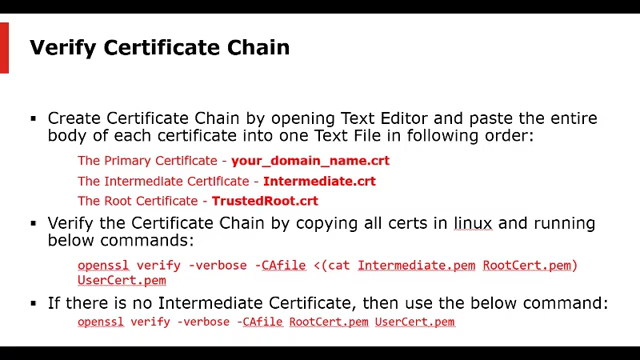 Verify Certificate Chain
▪ Create Certificate Chain by opening Text Editor and paste the entire
body of each certificate into one Text File in following order:
The Primary Certificate - your_domain_name.crt
The Intermediate Certificate - Intermediate.crt
The Root Certificate - TrustedRoot.crt
▪ Verify the Certificate Chain by copying all certs in linux and running
below commands:
openssl verify -verbose -CAfile <(cat Intermediate.pem RootCert.pem)
UserCert.pem
▪ If there is no Intermediate Certificate, then use the below command:
openssl verify -verbose -CAfile RootCert.pem UserCert.pem